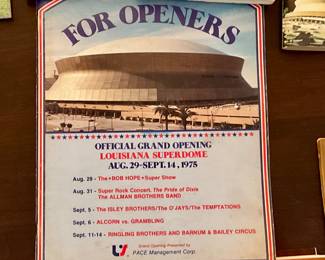 FOR OPENERS
OFFICIAL GRAND OPENING
LOUISIANA SUPERDOME
AUG. 29-SEPT. 14, 1975
Aug. 28 - The★BOB HOPE★Super Show
Aug. 31 - Super Rock Concert, The Pride of Dixie
The ALLMAN BROTHERS BAND
Sept. 5 - The ISLEY BROTHERS/The O'JAYS/The TEMPTATIONS
Sept. 6 - ALCORN vs. GRAMBLING
Sept. 11-14 - RINGLING BROTHERS AND BARNUM & BAILEY CIRCUS
Grand Opening Presented by
PACE Management Corp.